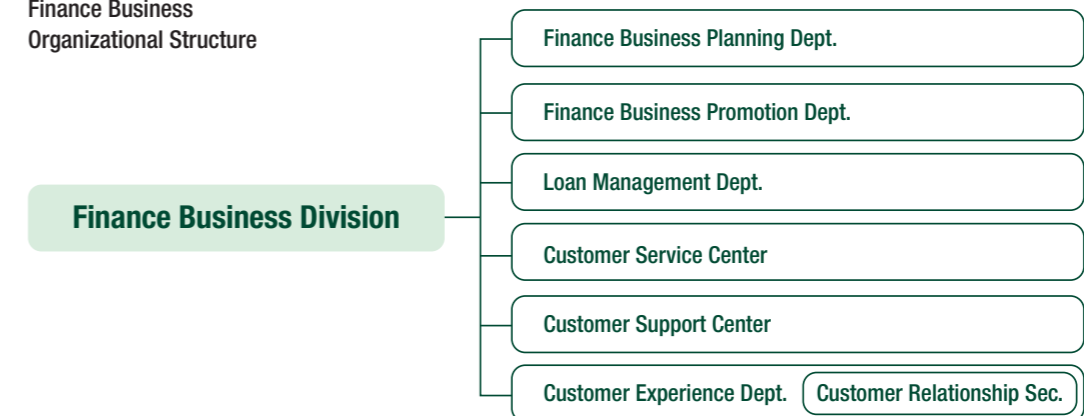 Finance Business
Organizational Structure
Finance Business Division
Finance Business Planning Dept.
Finance Business Promotion Dept.
Loan Management Dept.
Customer Service Center
Customer Support Center
Customer Experience Dept. Customer Relationship Sec.